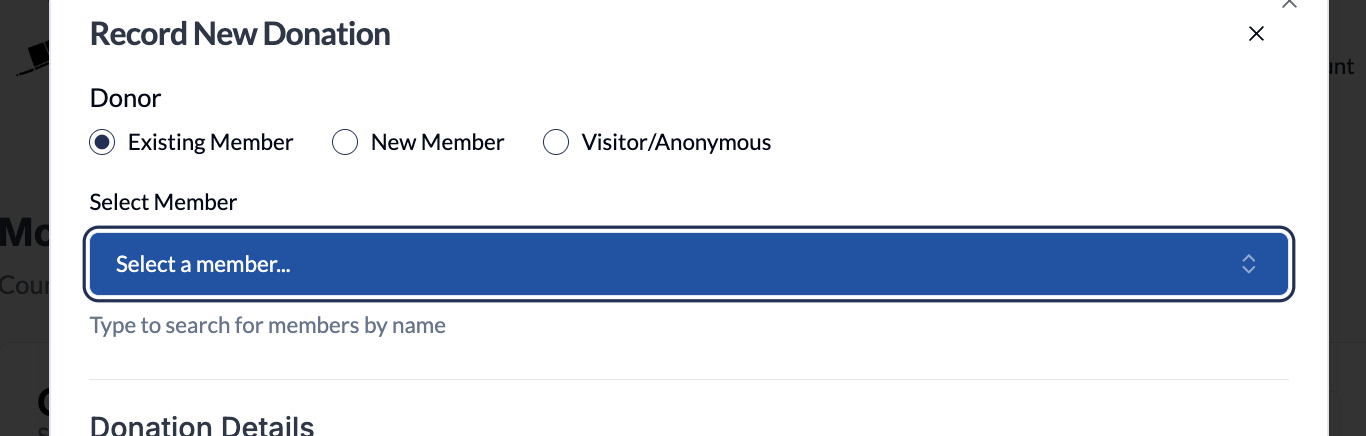 Record New Donation
Donor
Existing Member New Member Visitor/Anonymous
Select Member
Select a member...
Type to search for members by name
Donation Details